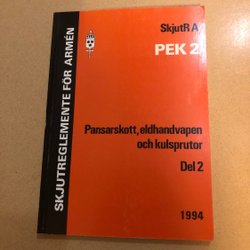 SKJUTREGLEMENTE FÖR ARMÉN
SkjutR A
PEK 2
Pansarskott, eldhandvapen
och kulsprutor
Del 2
1994